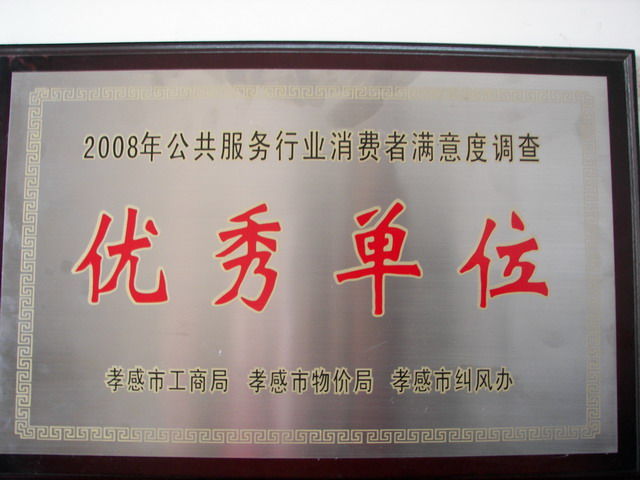 2008年公共服务行业消费者满意度调查
优秀单位
孝感市工商局 孝感市物价局 孝感市纠风办